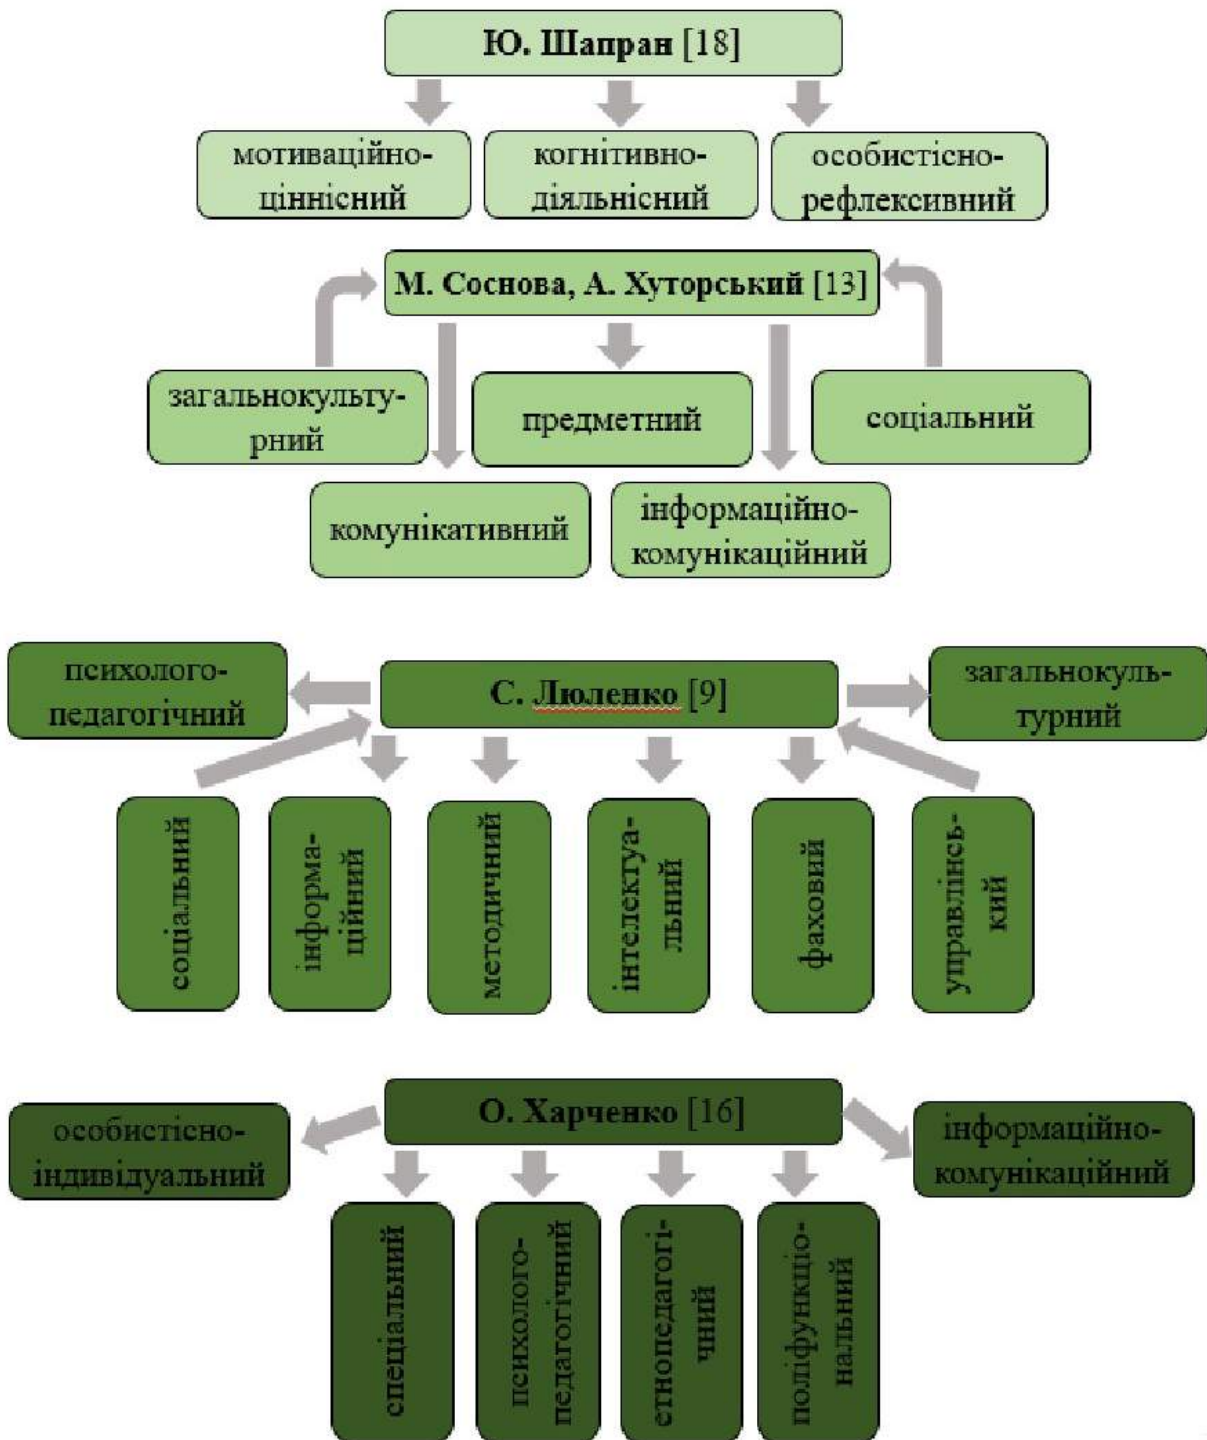 Ю. Шапран [18]
мотиваційно-
ціннісний
когнітивно-
діяльнісний
особистісно-
рефлексивний
М. Соснова, А. Хуторський [13]
загальнокульту-
рний
предметний
соціальний
комунікативний
інформаційно-
комунікаційний
психолого-
педагогічний
С. Люленко [9]
загальнокуль-
турний
соціальний
інформа-
ційний
методичний
інтелектуа-
льний
фаховий
управлінсь-
кий
О. Харченко [16]
особистісно-
індивідуальний
інформаційно-
комунікаційний
спеціальний
психолого-
педагогічний
етнопедагогі-
чний
поліфункціо-
нальний